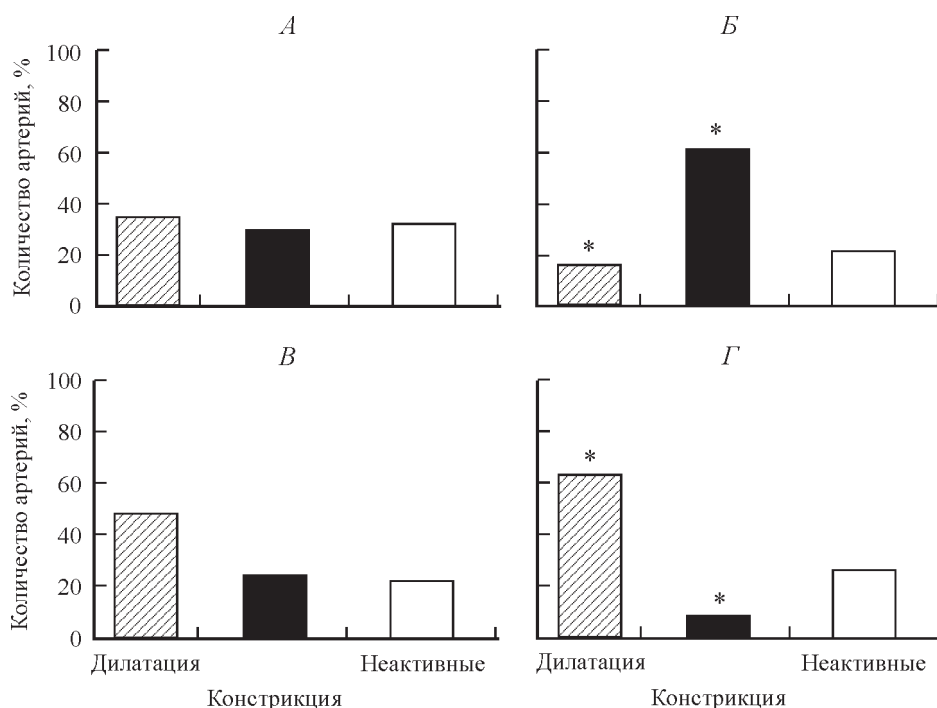 А
Б
Количество артерий, %
100
80
60
40
20
0
*
*
В
Г
Количество артерий, %
100
80
60
40
20
0
*
*
Дилатация
Неактивные
Констрикция
Дилатация
Неактивные
Констрикция